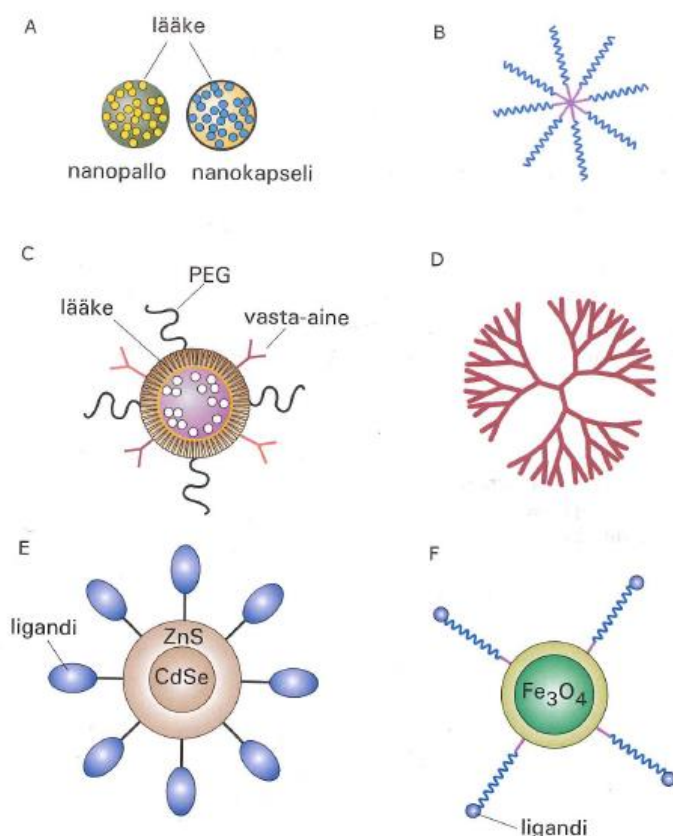 A
lääke
nanopallo
nanokapseli
B
C
PEG
lääke
vasta-aine
D
E
ligandi
ZnS
CdSe
F
Fe₃O₄
ligandi